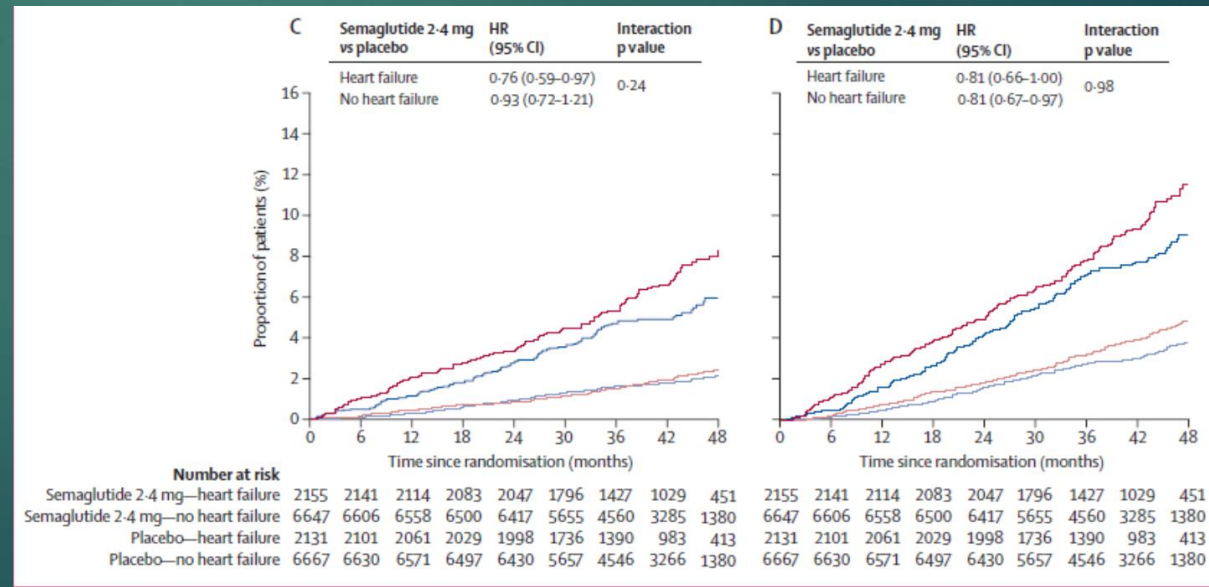 C
Semaglutide 2·4 mg HR Interaction
vs placebo (95% CI) p value
Heart failure 0·76 (0·59–0·97)
0·24
No heart failure 0·93 (0·72–1·21)
D
Semaglutide 2·4 mg HR Interaction
vs placebo (95% CI) p value
Heart failure 0·81 (0·66–1·00)
0·98
No heart failure 0·81 (0·67–0·97)
Proportion of patients (%)
16
14
12
10
8
6
4
2
0
0 6 12 18 24 30 36 42 48
Time since randomisation (months)
0 6 12 18 24 30 36 42 48
Time since randomisation (months)
Number at risk
Semaglutide 2·4 mg—heart failure 2155 2141 2114 2083 2047 1796 1427 1029 451 2155 2141 2114 2083 2047 1796 1427 1029 451
Semaglutide 2·4 mg—no heart failure 6647 6606 6558 6500 6417 5655 4560 3285 1380 6647 6606 6558 6500 6417 5655 4560 3285 1380
Placebo—heart failure 2131 2101 2061 2029 1998 1736 1390 983 413 2131 2101 2061 2029 1998 1736 1390 983 413
Placebo—no heart failure 6667 6630 6571 6497 6430 5657 4546 3266 1380 6667 6630 6571 6497 6430 5657 4546 3266 1380